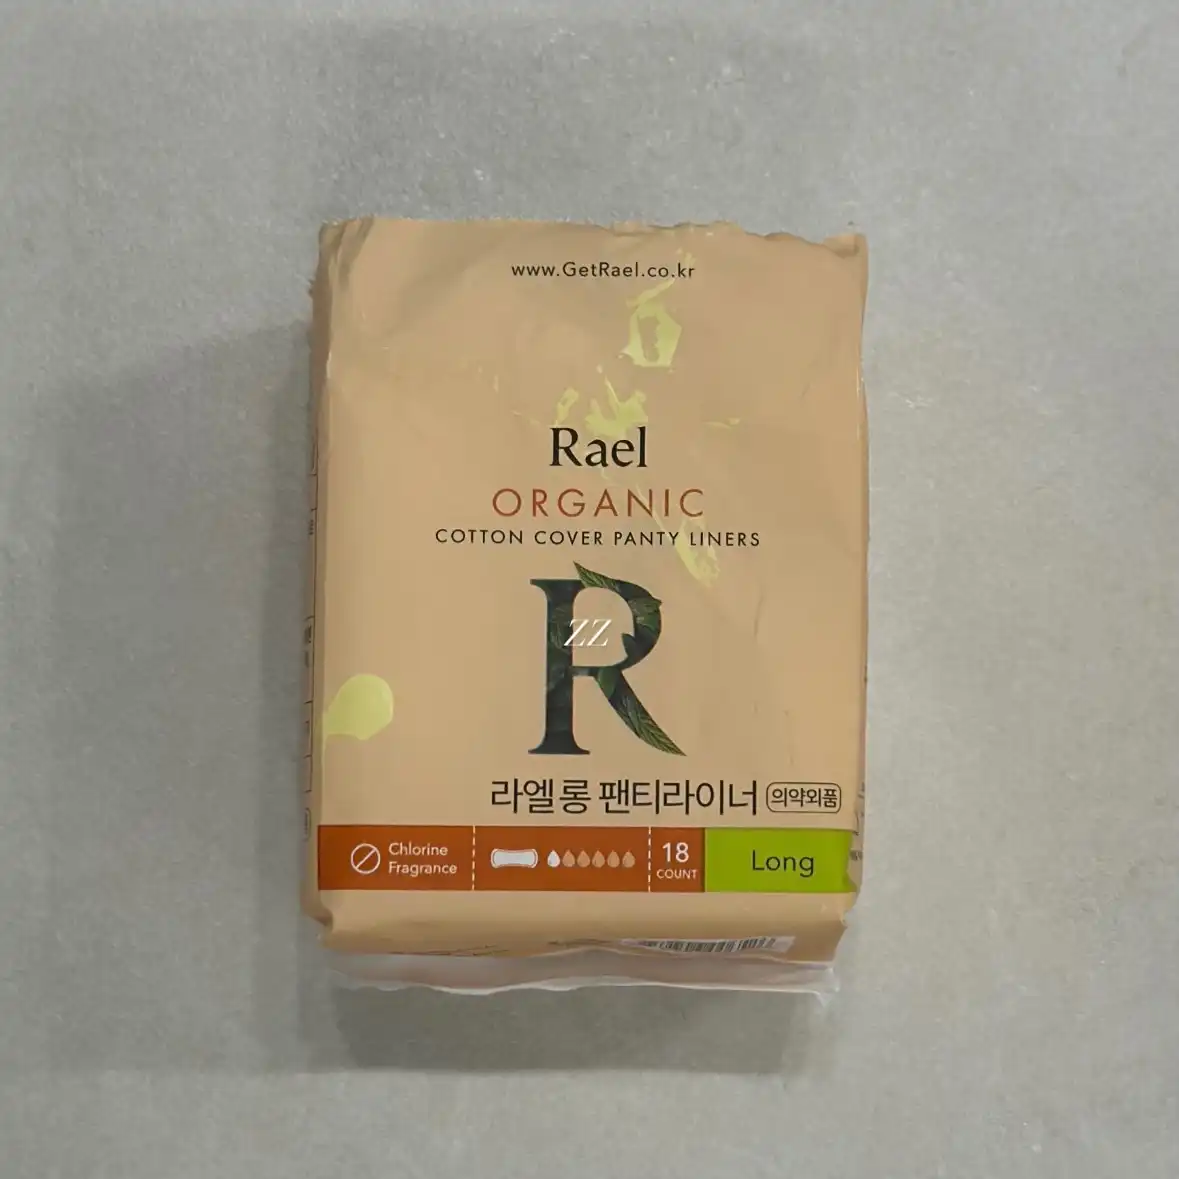 www.GetRael.co.kr
Rael
ORGANIC
COTTON COVER PANTY LINERS
R
ZZ
라엘 롱 팬티라이너 의약외품
Chlorine
Fragrance
18
COUNT
Long